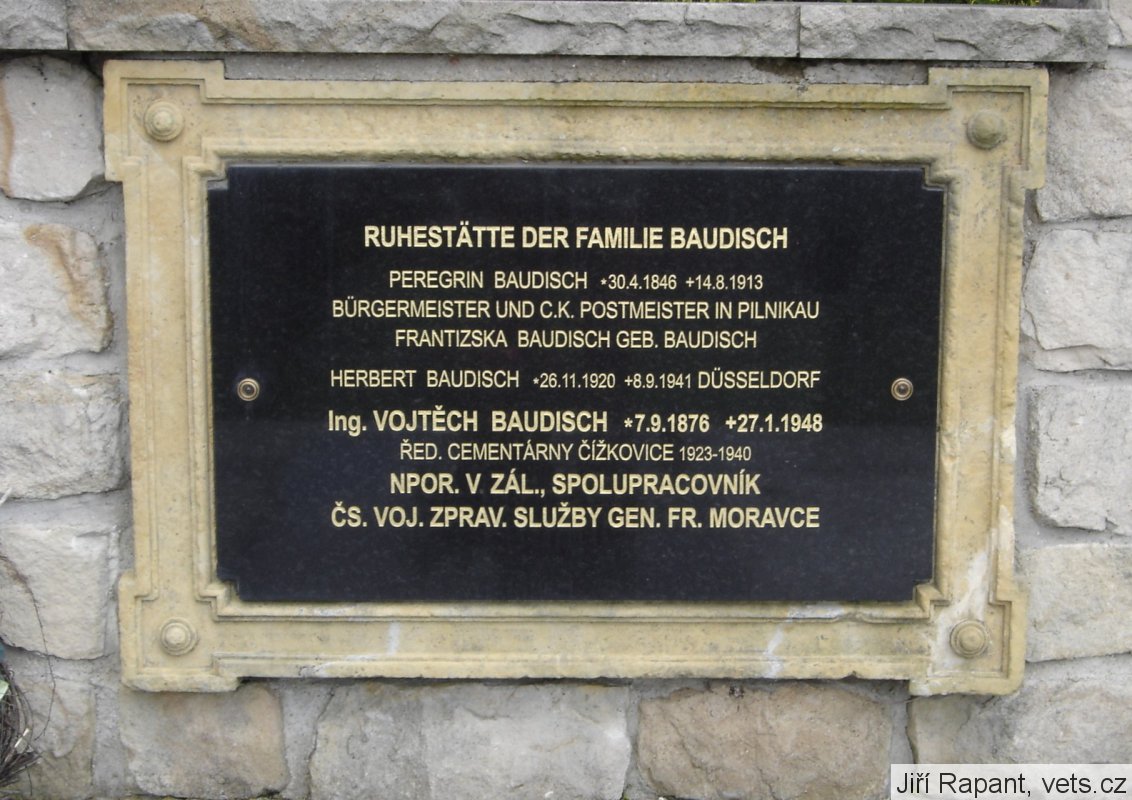 RUHESTÄTTE DER FAMILIE BAUDISCH
PEREGRIN BAUDISCH *30.4.1846 +14.8.1913
BÜRGERMEISTER UND C.K. POSTMEISTER IN PILNIKAU
FRANTIZSKA BAUDISCH GEB. BAUDISCH
HERBERT BAUDISCH *26.11.1920 +8.9.1941 DÜSSELDORF
Ing. VOJTĚCH BAUDISCH *7.9.1876 +27.1.1948
ŘED. CEMENTÁRNY ČÍŽKOVICE 1923-1940
NPOR. V ZÁL., SPOLUPRACOVNÍK
ČS. VOJ. ZPRAV. SLUŽBY GEN. FR. MORAVCE
Jiří Rapant, vets.cz